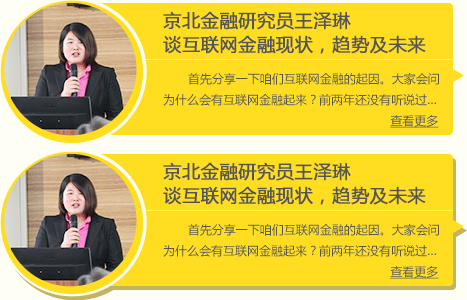 京北金融研究员王泽琳
谈互联网金融现状，趋势及未来
首先分享一下咱们互联网金融的起因。大家会问
为什么会有互联网金融起来？前两年还没有听说过...
查看更多
京北金融研究员王泽琳
谈互联网金融现状，趋势及未来
首先分享一下咱们互联网金融的起因。大家会问
为什么会有互联网金融起来？前两年还没有听说过...
查看更多